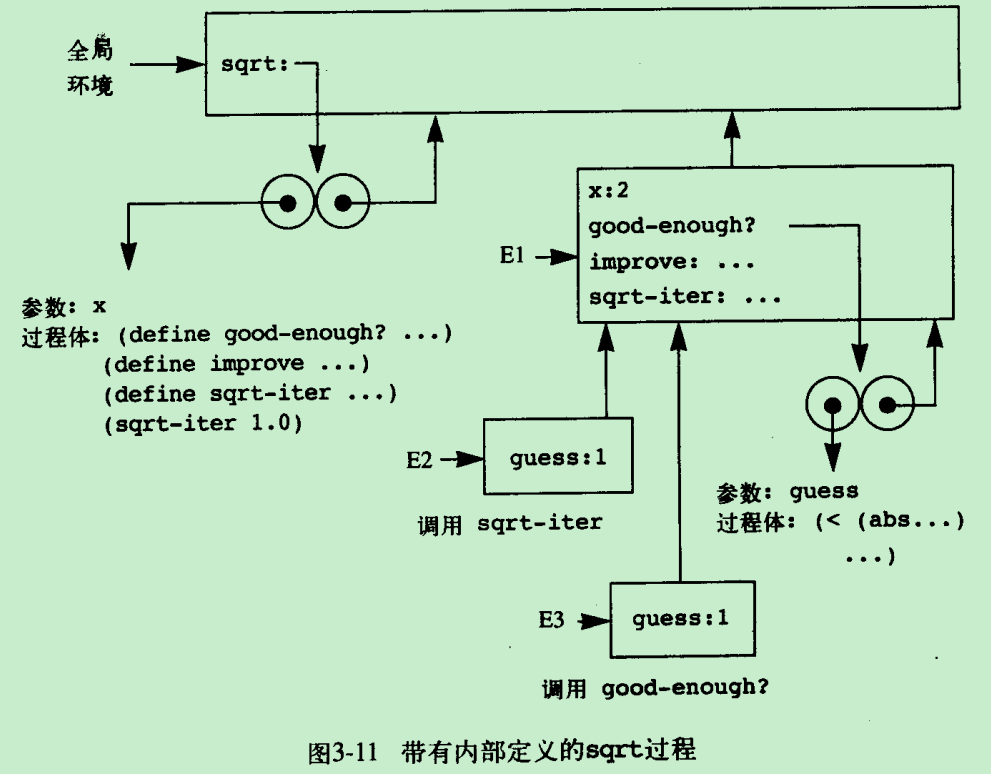 全局
环境
sqrt:
x:2
good-enough?
E1
improve: ...
sqrt-iter: ...
参数: x
过程体: (define good-enough? ...)
(define improve ...)
(define sqrt-iter ...)
(sqrt-iter 1.0)
E2
guess:1
调用 sqrt-iter
参数: guess
过程体: (< (abs...)
...)
E3
guess:1
调用 good-enough?
图3-11 带有内部定义的sqrt过程